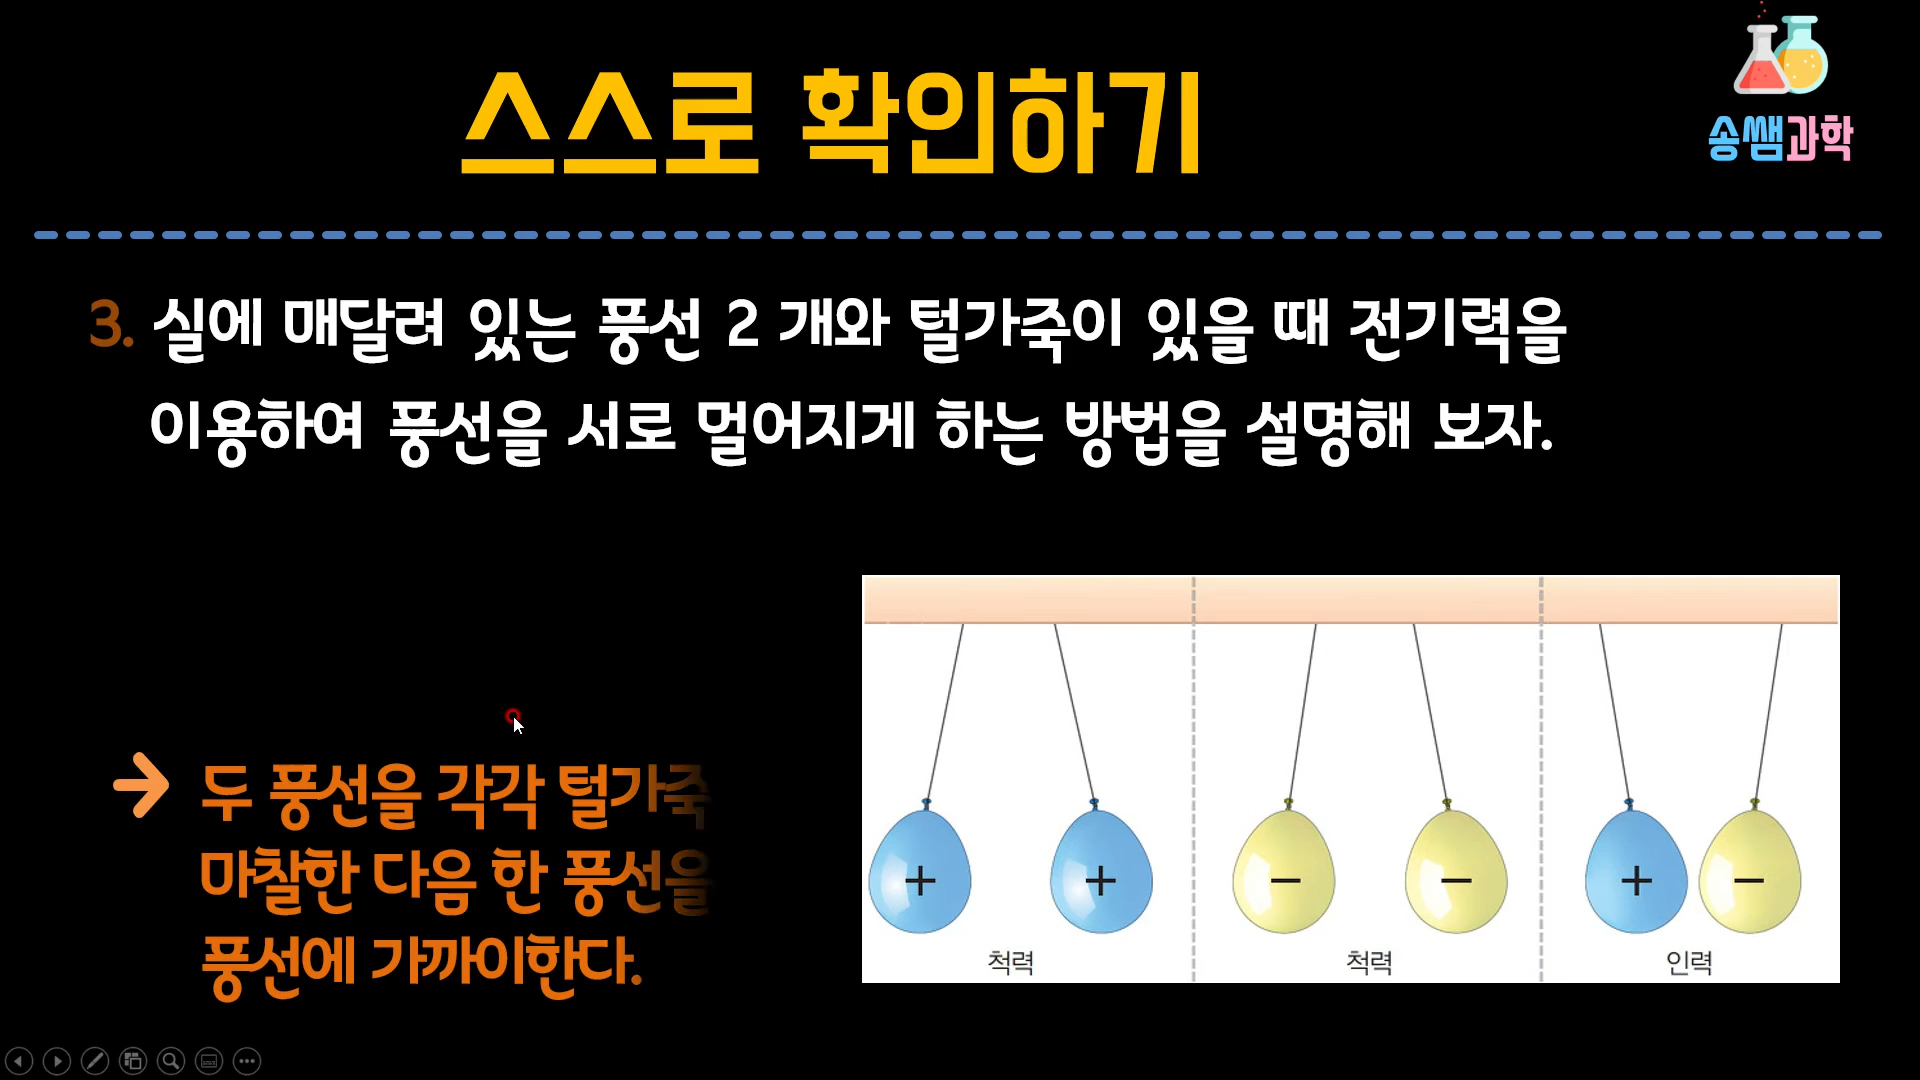 스스로 확인하기
송쌤과학
3. 실에 매달려 있는 풍선 2 개와 털가죽이 있을 때 전기력을
이용하여 풍선을 서로 멀어지게 하는 방법을 설명해 보자.
두 풍선을 각각 털가죽
마찰한 다음 한 풍선을
풍선에 가까이한다.
+ + − − + −
척력 척력 인력